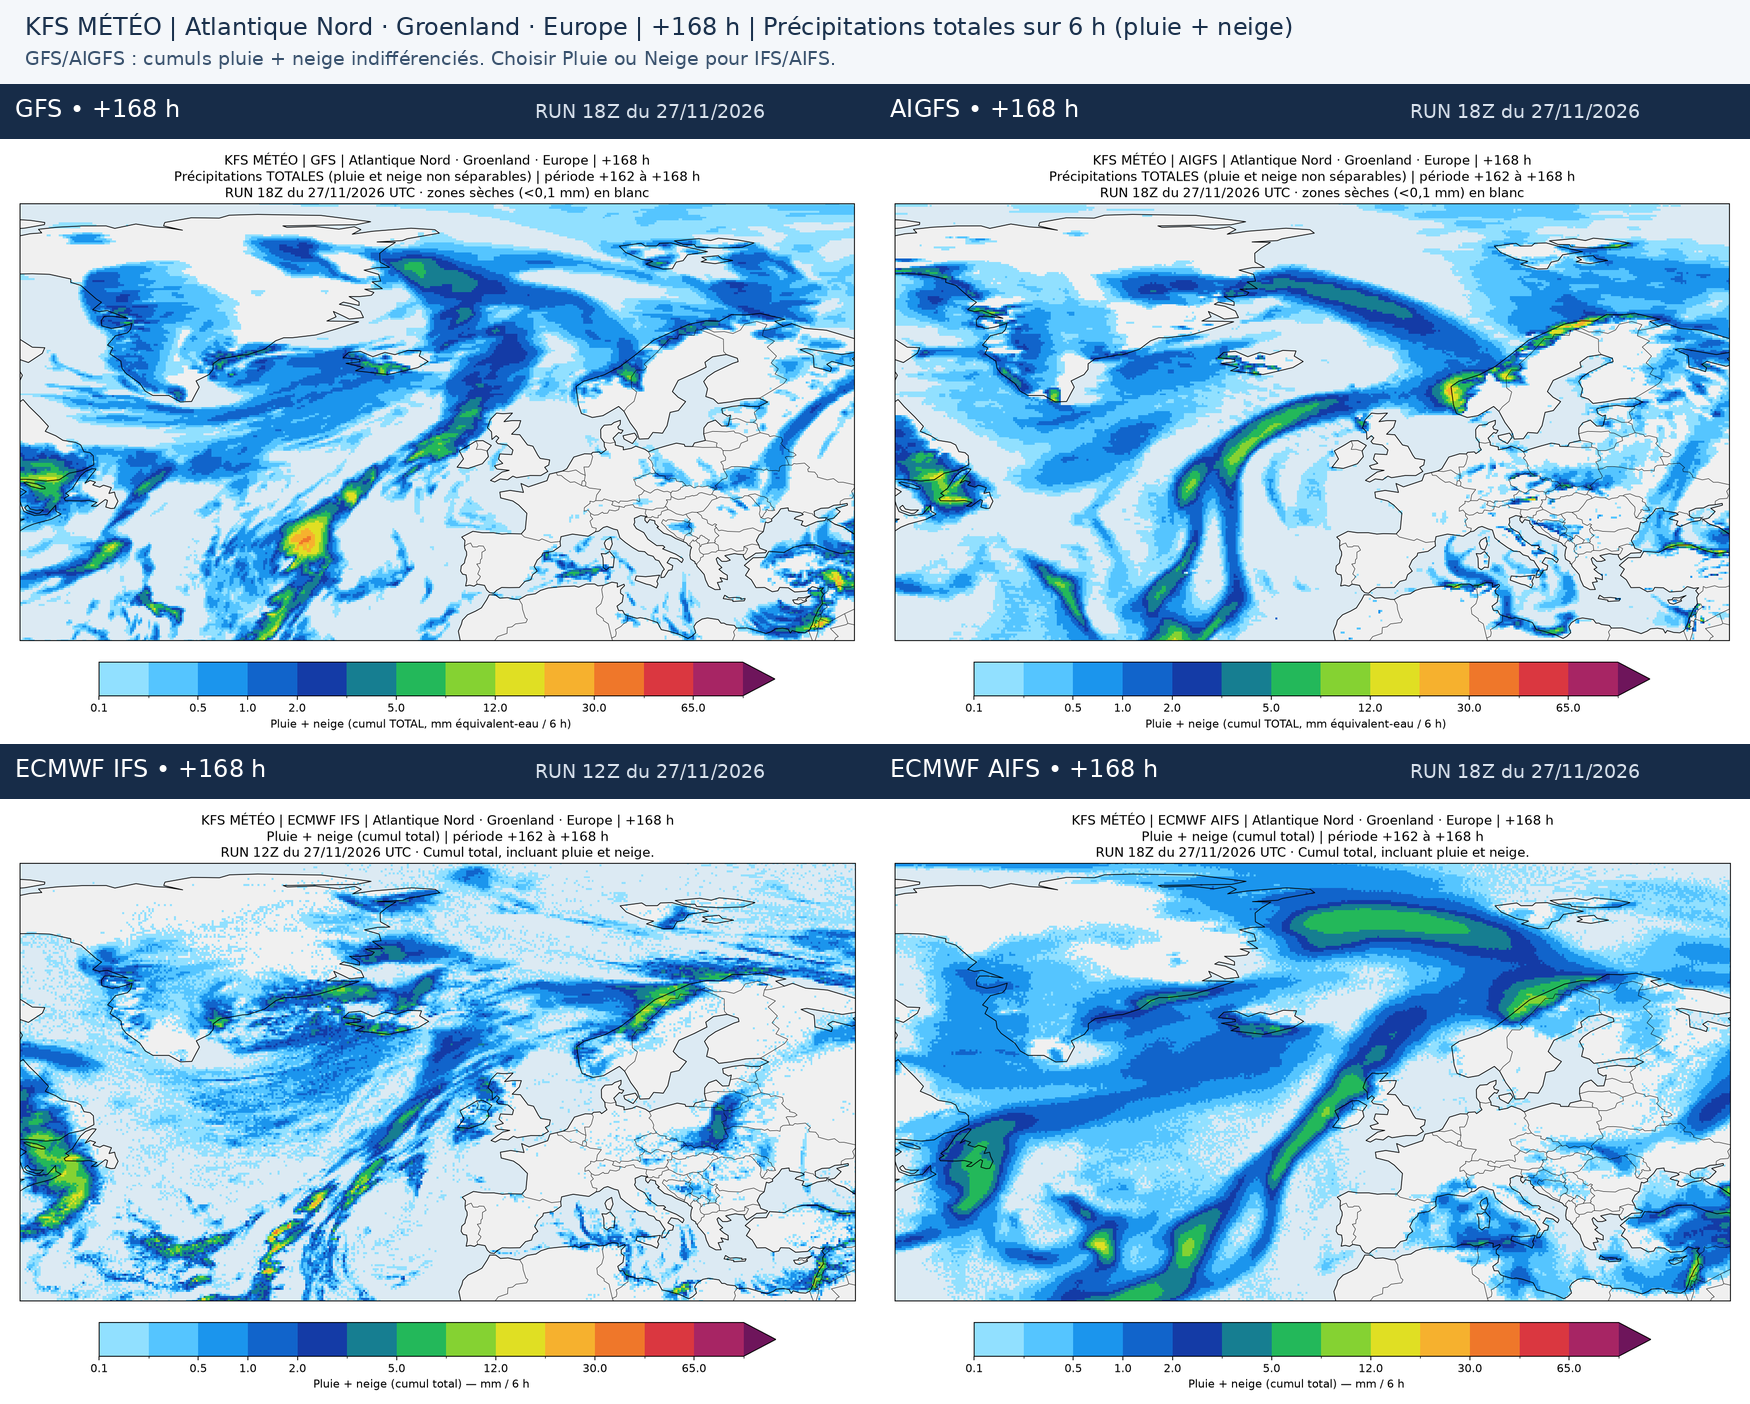 KFS MÉTÉO | Atlantique Nord · Groenland · Europe | +168 h | Précipitations totales sur 6 h (pluie + neige)
GFS/AIGFS : cumuls pluie + neige indifférenciés. Choisir Pluie ou Neige pour IFS/AIFS.
GFS • +168 h
RUN 18Z du 27/11/2026
KFS MÉTÉO | GFS | Atlantique Nord · Groenland · Europe | +168 h
Précipitations TOTALES (pluie et neige non séparables) | période +162 à +168 h
RUN 18Z du 27/11/2026 UTC · zones sèches (<0,1 mm) en blanc
0.1 0.5 1.0 2.0 5.0 12.0 30.0 65.0
Pluie + neige (cumul TOTAL, mm équivalent-eau / 6 h)
AIGFS • +168 h
RUN 18Z du 27/11/2026
KFS MÉTÉO | AIGFS | Atlantique Nord · Groenland · Europe | +168 h
Précipitations TOTALES (pluie et neige non séparables) | période +162 à +168 h
RUN 18Z du 27/11/2026 UTC · zones sèches (<0,1 mm) en blanc
0.1 0.5 1.0 2.0 5.0 12.0 30.0 65.0
Pluie + neige (cumul TOTAL, mm équivalent-eau / 6 h)
ECMWF IFS • +168 h
RUN 12Z du 27/11/2026
KFS MÉTÉO | ECMWF IFS | Atlantique Nord · Groenland · Europe | +168 h
Pluie + neige (cumul total) | période +162 à +168 h
RUN 12Z du 27/11/2026 UTC · Cumul total, incluant pluie et neige.
0.1 0.5 1.0 2.0 5.0 12.0 30.0 65.0
Pluie + neige (cumul total) — mm / 6 h
ECMWF AIFS • +168 h
RUN 18Z du 27/11/2026
KFS MÉTÉO | ECMWF AIFS | Atlantique Nord · Groenland · Europe | +168 h
Pluie + neige (cumul total) | période +162 à +168 h
RUN 18Z du 27/11/2026 UTC · Cumul total, incluant pluie et neige.
0.1 0.5 1.0 2.0 5.0 12.0 30.0 65.0
Pluie + neige (cumul total) — mm / 6 h